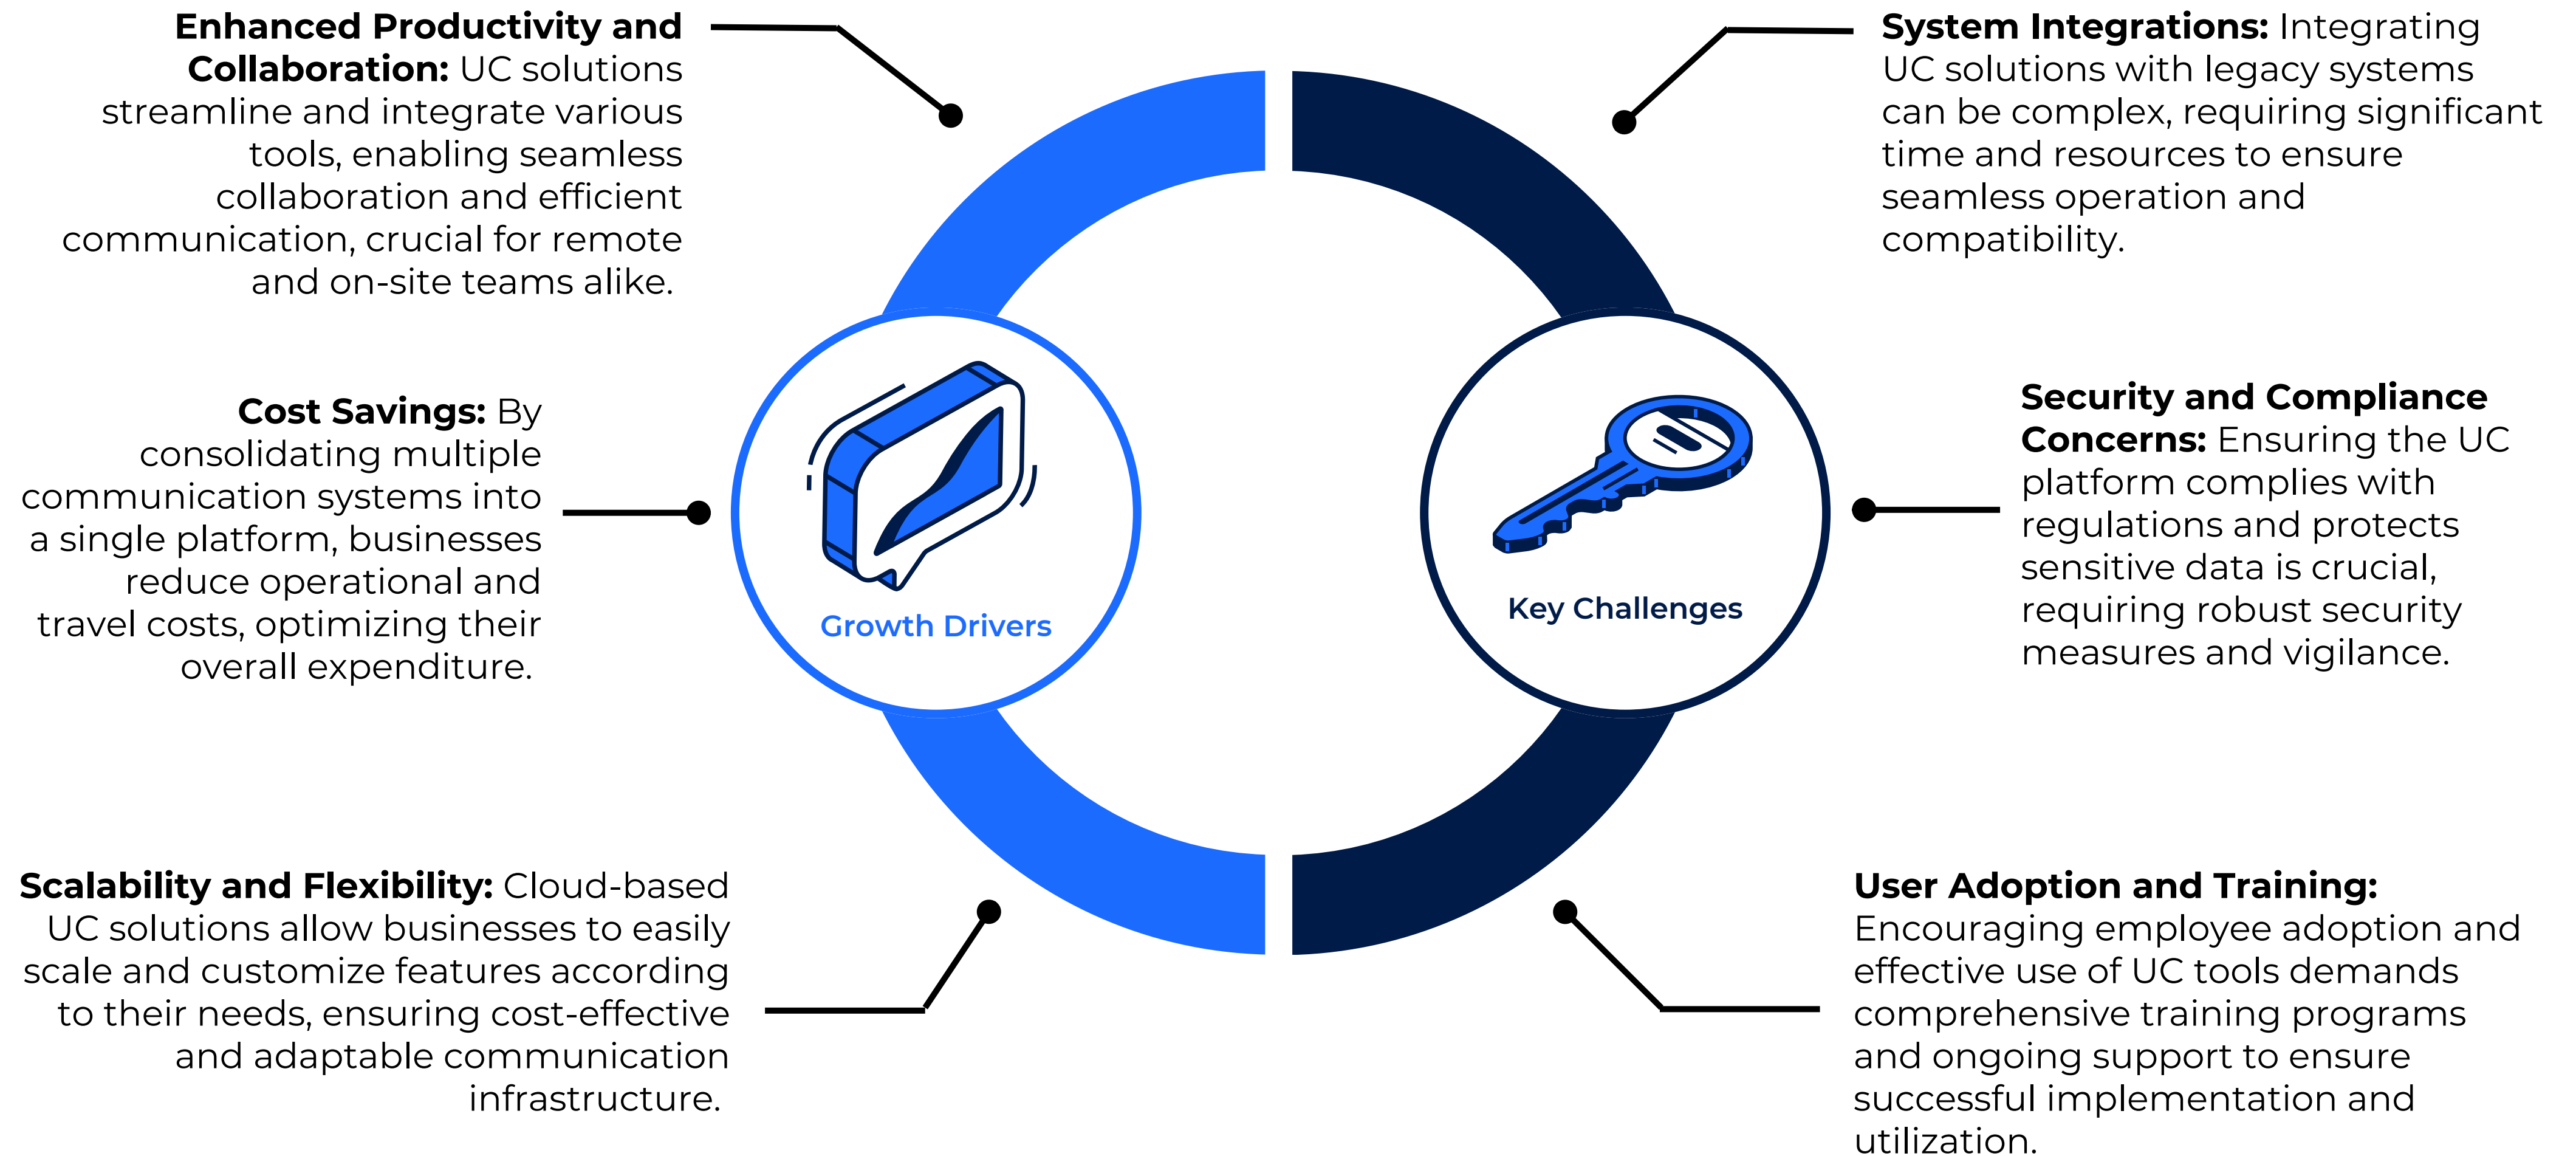 Enhanced Productivity and
Collaboration: UC solutions
streamline and integrate various
tools, enabling seamless
collaboration and efficient
communication, crucial for remote
and on-site teams alike.
Cost Savings: By
consolidating multiple
communication systems into
a single platform, businesses
reduce operational and
travel costs, optimizing their
overall expenditure.
Scalability and Flexibility: Cloud-based
UC solutions allow businesses to easily
scale and customize features according
to their needs, ensuring cost-effective
and adaptable communication
infrastructure.
Growth Drivers
Key Challenges
System Integrations: Integrating
UC solutions with legacy systems
can be complex, requiring significant
time and resources to ensure
seamless operation and
compatibility.
Security and Compliance
Concerns: Ensuring the UC
platform complies with
regulations and protects
sensitive data is crucial,
requiring robust security
measures and vigilance.
User Adoption and Training:
Encouraging employee adoption and
effective use of UC tools demands
comprehensive training programs
and ongoing support to ensure
successful implementation and
utilization.